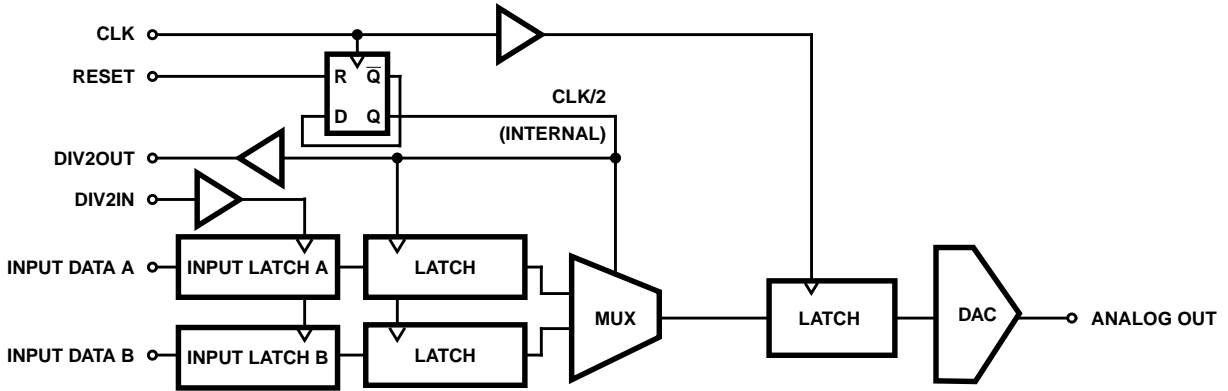 CLK
RESET
R Q
D Q
CLK/2
(INTERNAL)
DIV2OUT
DIV2IN
INPUT DATA A
INPUT LATCH A
LATCH
MUX
LATCH
DAC
ANALOG OUT
INPUT DATA B
INPUT LATCH B
LATCH